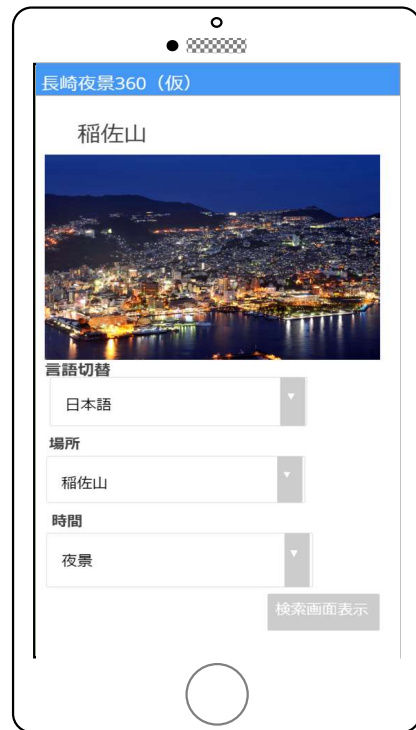 長崎夜景360（仮）
稲佐山
言語切替
日本語
場所
稲佐山
時間
夜景
検索画面表示